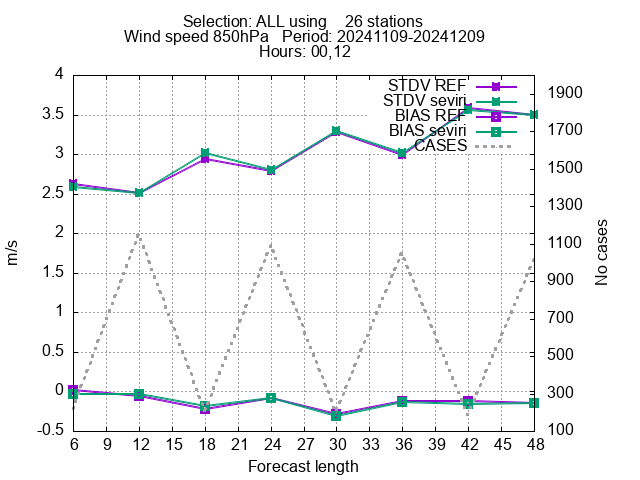 Selection: ALL using    26 stations
Wind speed 850hPa   Period: 20241109-20241209
Hours: 00,12
STDV REF
STDV seviri
BIAS REF
BIAS seviri
CASES
4
3.5
3
2.5
2
1.5
1
0.5
0
-0.5
m/s
1900
1700
1500
1300
1100
900
700
500
300
100
No cases
6 9 12 15 18 21 24 27 30 33 36 39 42 45 48
Forecast length